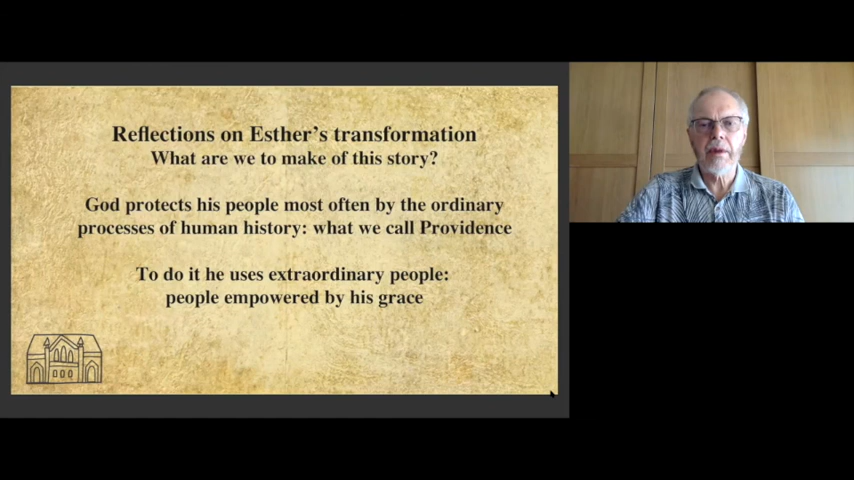 Reflections on Esther's transformation
What are we to make of this story?
God protects his people most often by the ordinary
processes of human history: what we call Providence
To do it he uses extraordinary people:
people empowered by his grace